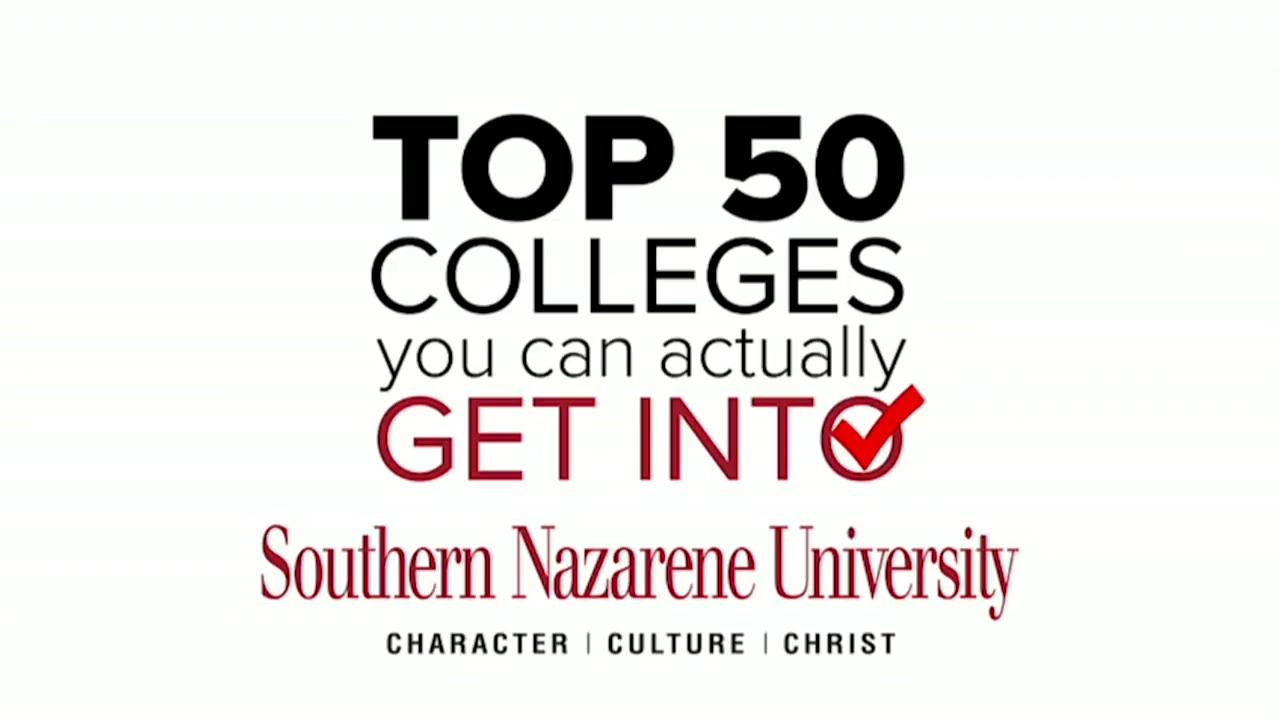 TOP 50
COLLEGES
you can actually
GET INTO
Southern Nazarene University
CHARACTER | CULTURE | CHRIST